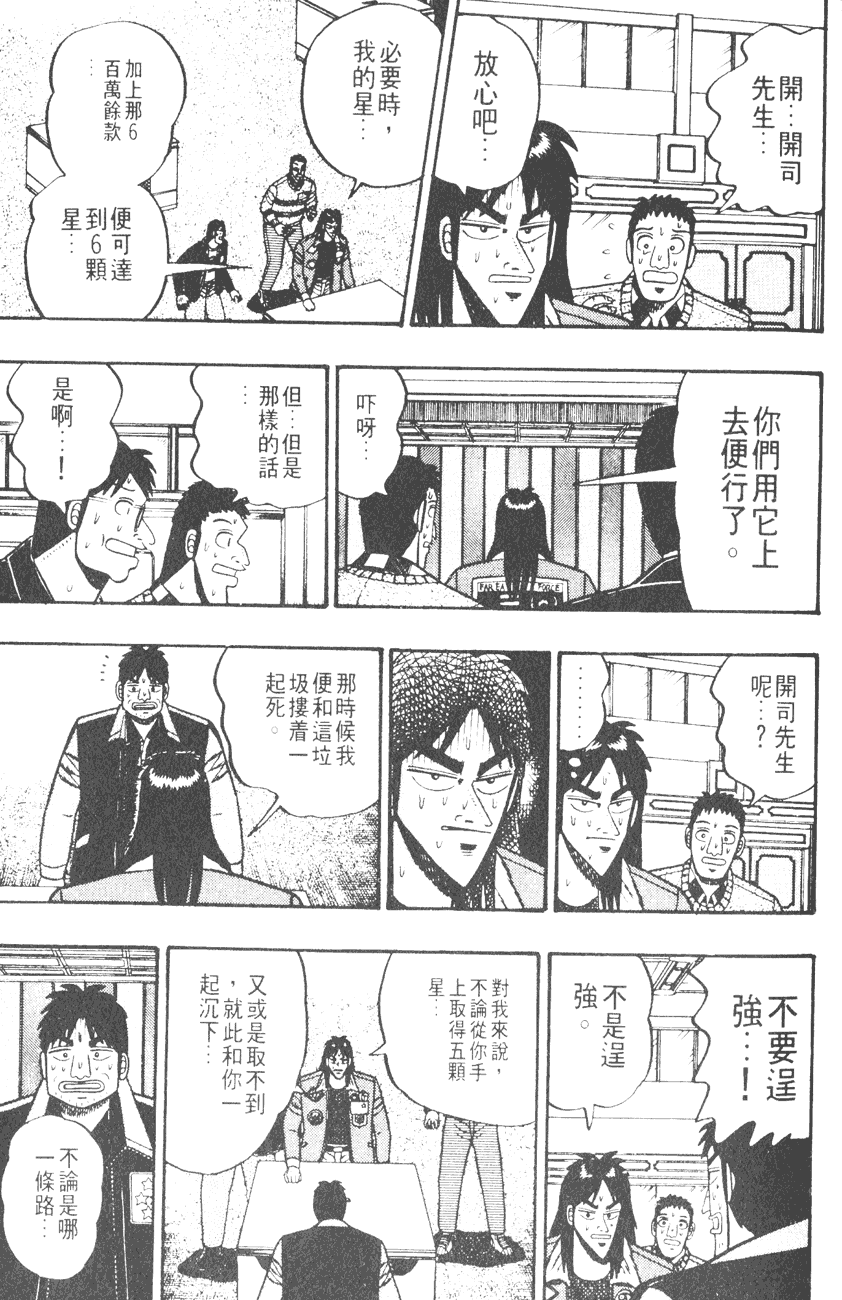 開…開司
先生…
放心吧…
必要時，
我的星…
加上那6
百萬餘款
…
便可達
到6顆
星…
你們用它上
去便行了。
吓呀…
FAR EA
FORCE
但…但是
那樣的話
…
是啊…！
開司先生
呢…？
………
那時候我
便和這垃
圾摟着一
起死。
不要逞
強…！
不是逞
強。
對我來說，
不論從你手
上取得五顆
星…
又或是取不到
，就此和你一
起沉下…
不論是哪
一條路…